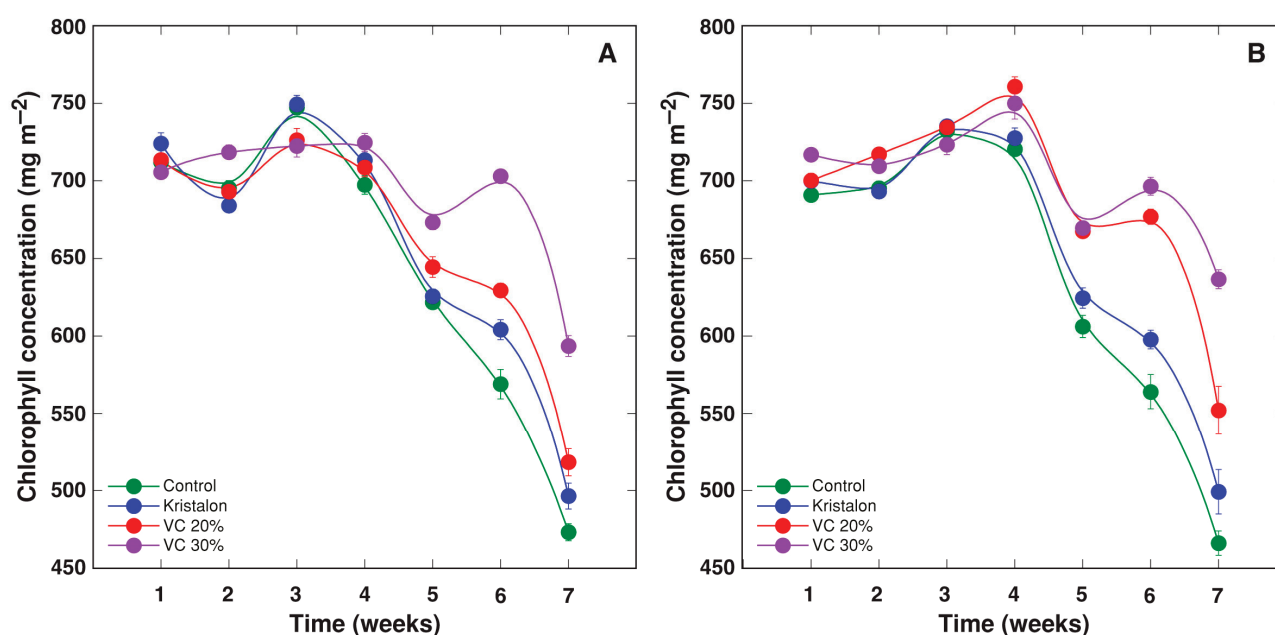 A
Chlorophyll concentration (mg m⁻²)
800
750
700
650
600
550
500
450
Control
Kristalon
VC 20%
VC 30%
1 2 3 4 5 6 7
Time (weeks)
B
Chlorophyll concentration (mg m⁻²)
800
750
700
650
600
550
500
450
Control
Kristalon
VC 20%
VC 30%
1 2 3 4 5 6 7
Time (weeks)